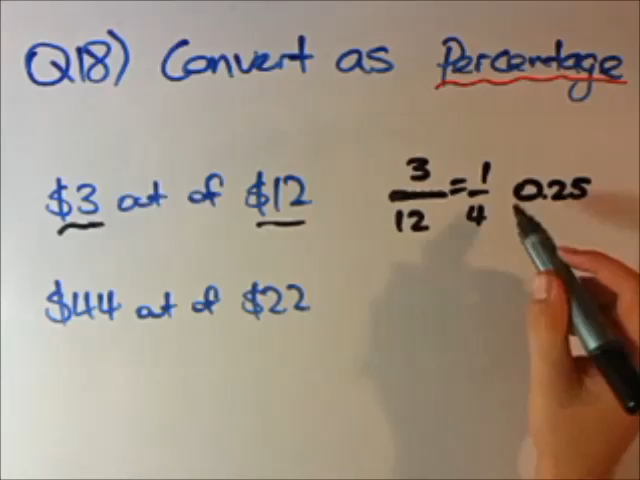 Q18) Convert as Percentage
$3 out of $12 3/12 = 1/4 0.25
$44 out of $22